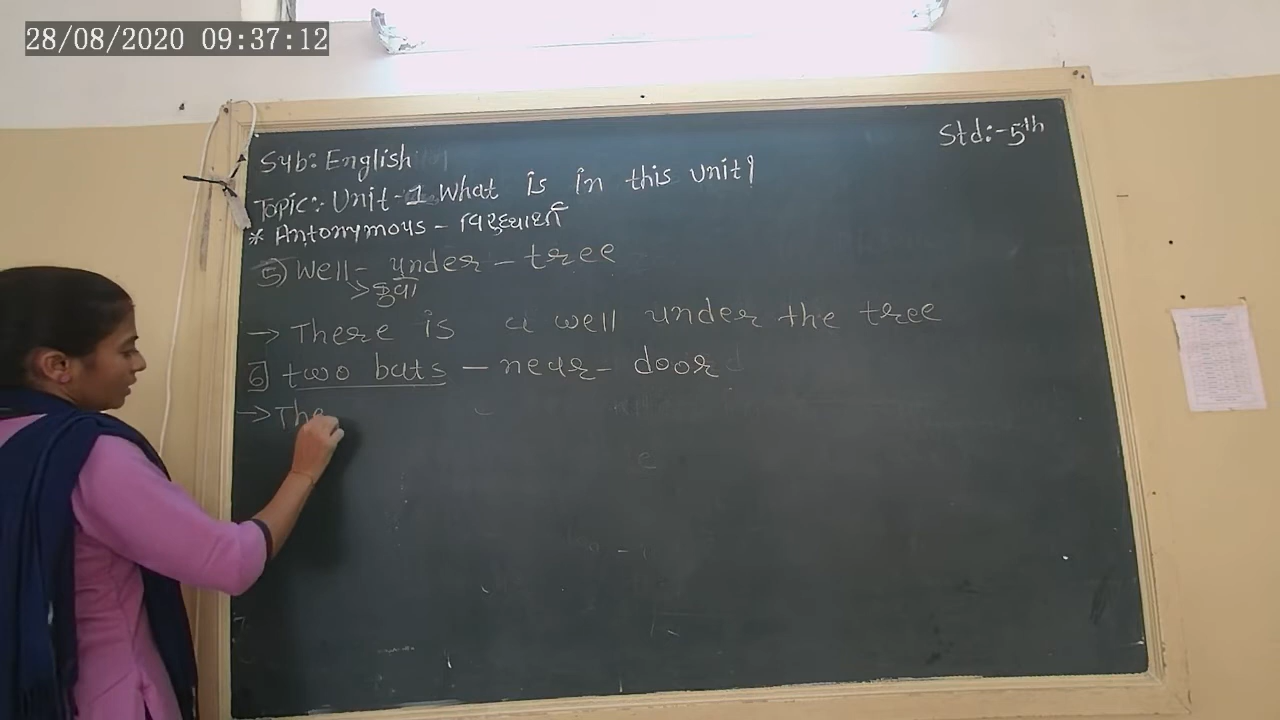 28/08/2020 09:37:12
Std:-5th
Sub: English
Topic:- Unit-1 What is in this unit?
* Antonymous - વિરુદ્ધાર્થી
5) Well - under - tree
→ કુવો
→ There is a well under the tree
6] two bats - near - door
→ The